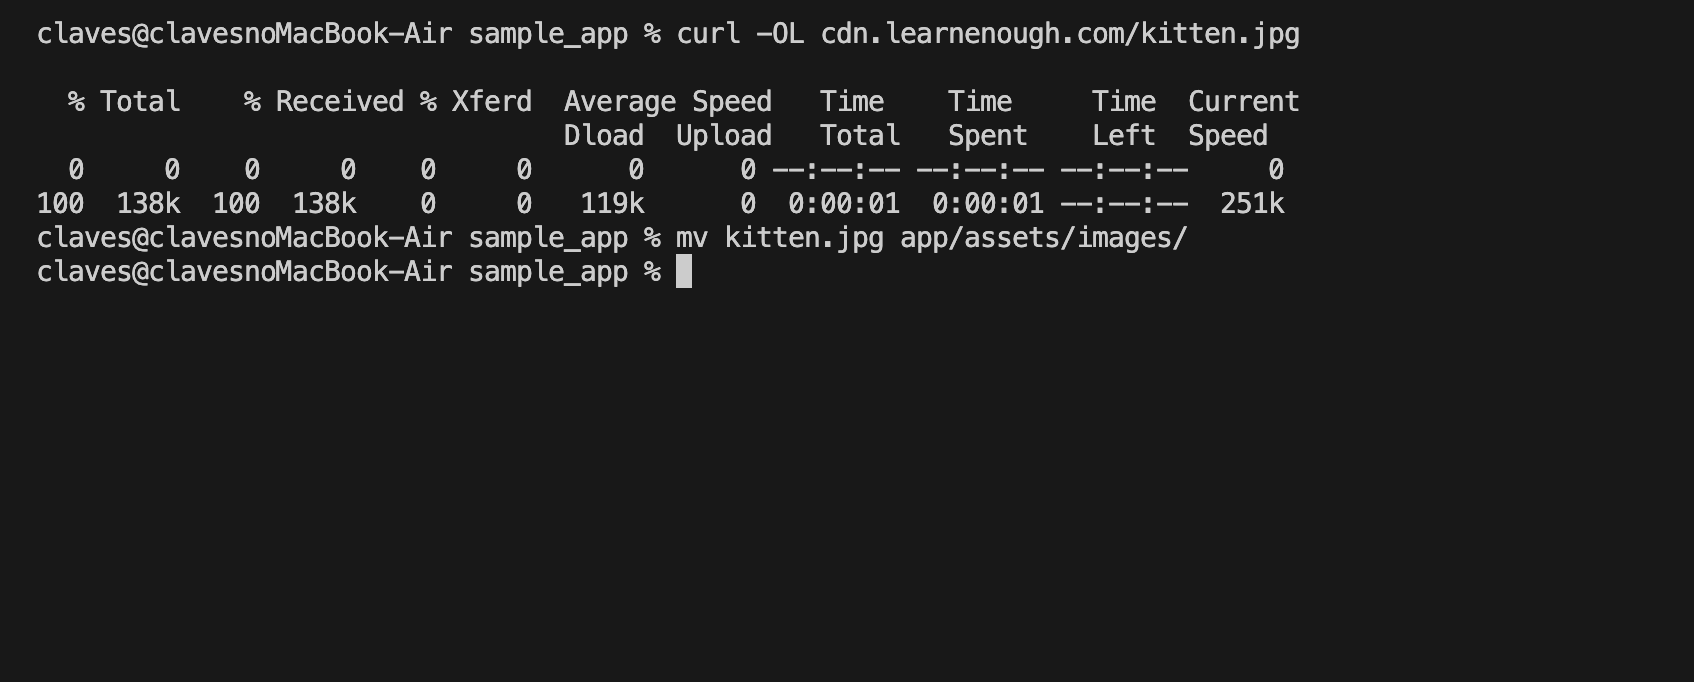 claves@clavesnoMacBook-Air sample_app % curl -OL cdn.learnenough.com/kitten.jpg
  % Total    % Received % Xferd  Average Speed   Time    Time     Time  Current
                                 Dload  Upload   Total   Spent    Left  Speed
  0     0    0     0    0     0      0      0 --:--:-- --:--:-- --:--:--     0
100  138k  100  138k    0     0   119k      0  0:00:01  0:00:01 --:--:--  251k
claves@clavesnoMacBook-Air sample_app % mv kitten.jpg app/assets/images/
claves@clavesnoMacBook-Air sample_app %